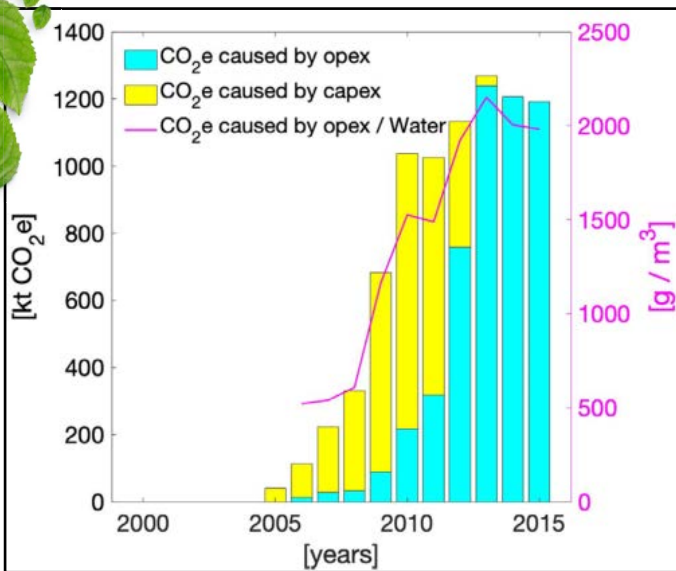 1400
1200
1000
800
600
400
200
0
[kt CO₂e]
CO₂e caused by opex
CO₂e caused by capex
CO₂e caused by opex / Water
2500
2000
1500
1000
500
0
[g / m³]
2000 2005 2010 2015
[years]